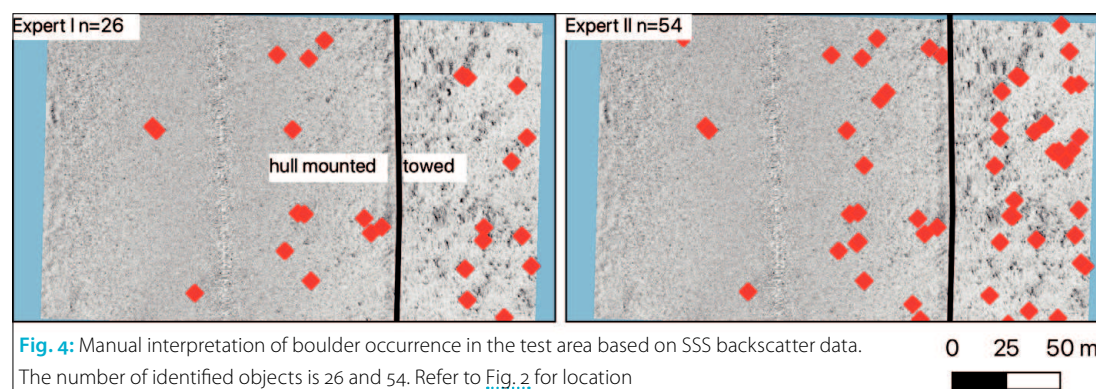 Expert I n=26
Expert II n=54
hull mounted
towed
Fig. 4: Manual interpretation of boulder occurrence in the test area based on SSS backscatter data.
The number of identified objects is 26 and 54. Refer to Fig. 2 for location
0 25 50 m